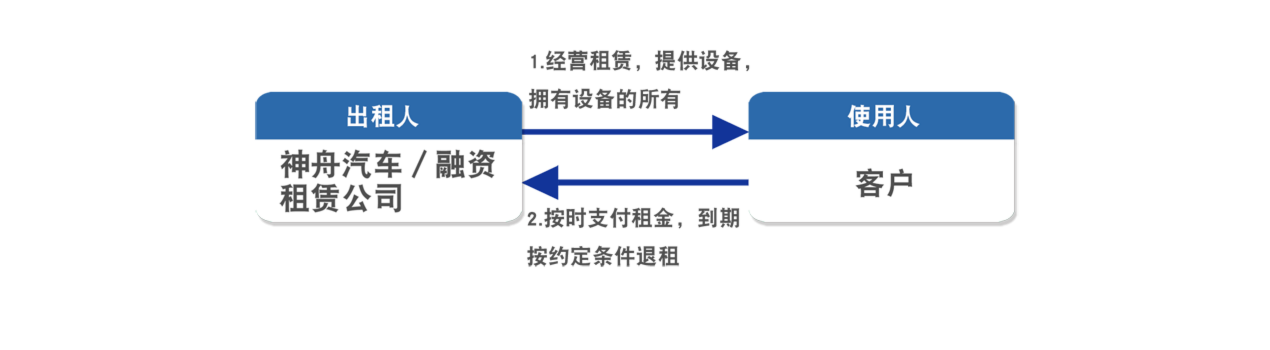 1.经营租赁，提供设备，
拥有设备的所有
出租人
神舟汽车／融资
租赁公司
使用人
客户
2.按时支付租金，到期
按约定条件退租